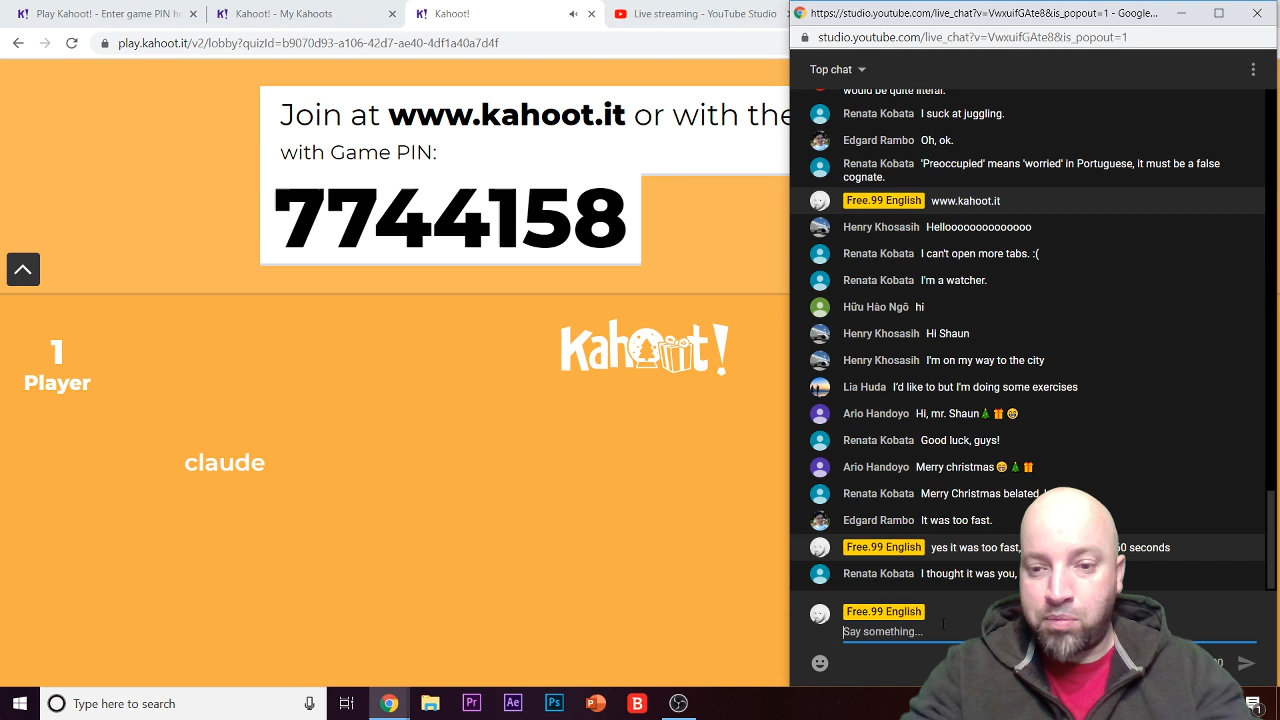 Play Kahoot! - Enter game PIN he
Kahoot! - My Kahoots
Kahoot!
Live streaming - YouTube Studio
play.kahoot.it/v2/lobby?quizId=b9070d93-a106-42d7-ae40-4df1a40a7d4f
Join at www.kahoot.it or with the
with Game PIN:
7744158
1
Player
Kahoot!
claude
https://studio.youtube.com/live_chat?v=VwxuifGAte8&is_popout=1 - Google...
studio.youtube.com/live_chat?v=VwxuifGAte8&is_popout=1
Top chat
would be quite literal.
Renata Kobata I suck at juggling.
Edgard Rambo Oh, ok.
Renata Kobata 'Preoccupied' means 'worried' in Portuguese, it must be a false
cognate.
Free.99 English www.kahoot.it
Henry Khosasih Hellooooooooooooo
Renata Kobata I can't open more tabs. :(
Renata Kobata I'm a watcher.
Hữu Hào Ngô hi
Henry Khosasih Hi Shaun
Henry Khosasih I'm on my way to the city
Lia Huda I'd like to but I'm doing some exercises
Ario Handoyo Hi, mr. Shaun🎄🎁😁
Renata Kobata Good luck, guys!
Ario Handoyo Merry christmas😁🎄🎁
Renata Kobata Merry Christmas belated,
Edgard Rambo It was too fast.
Free.99 English yes it was too fast, 60 seconds
Renata Kobata I thought it was you,
Free.99 English
Say something...
Type here to search
Pr
Ae
Ps
P
B